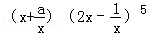 (x+a/x) (2x − 1/x)^5